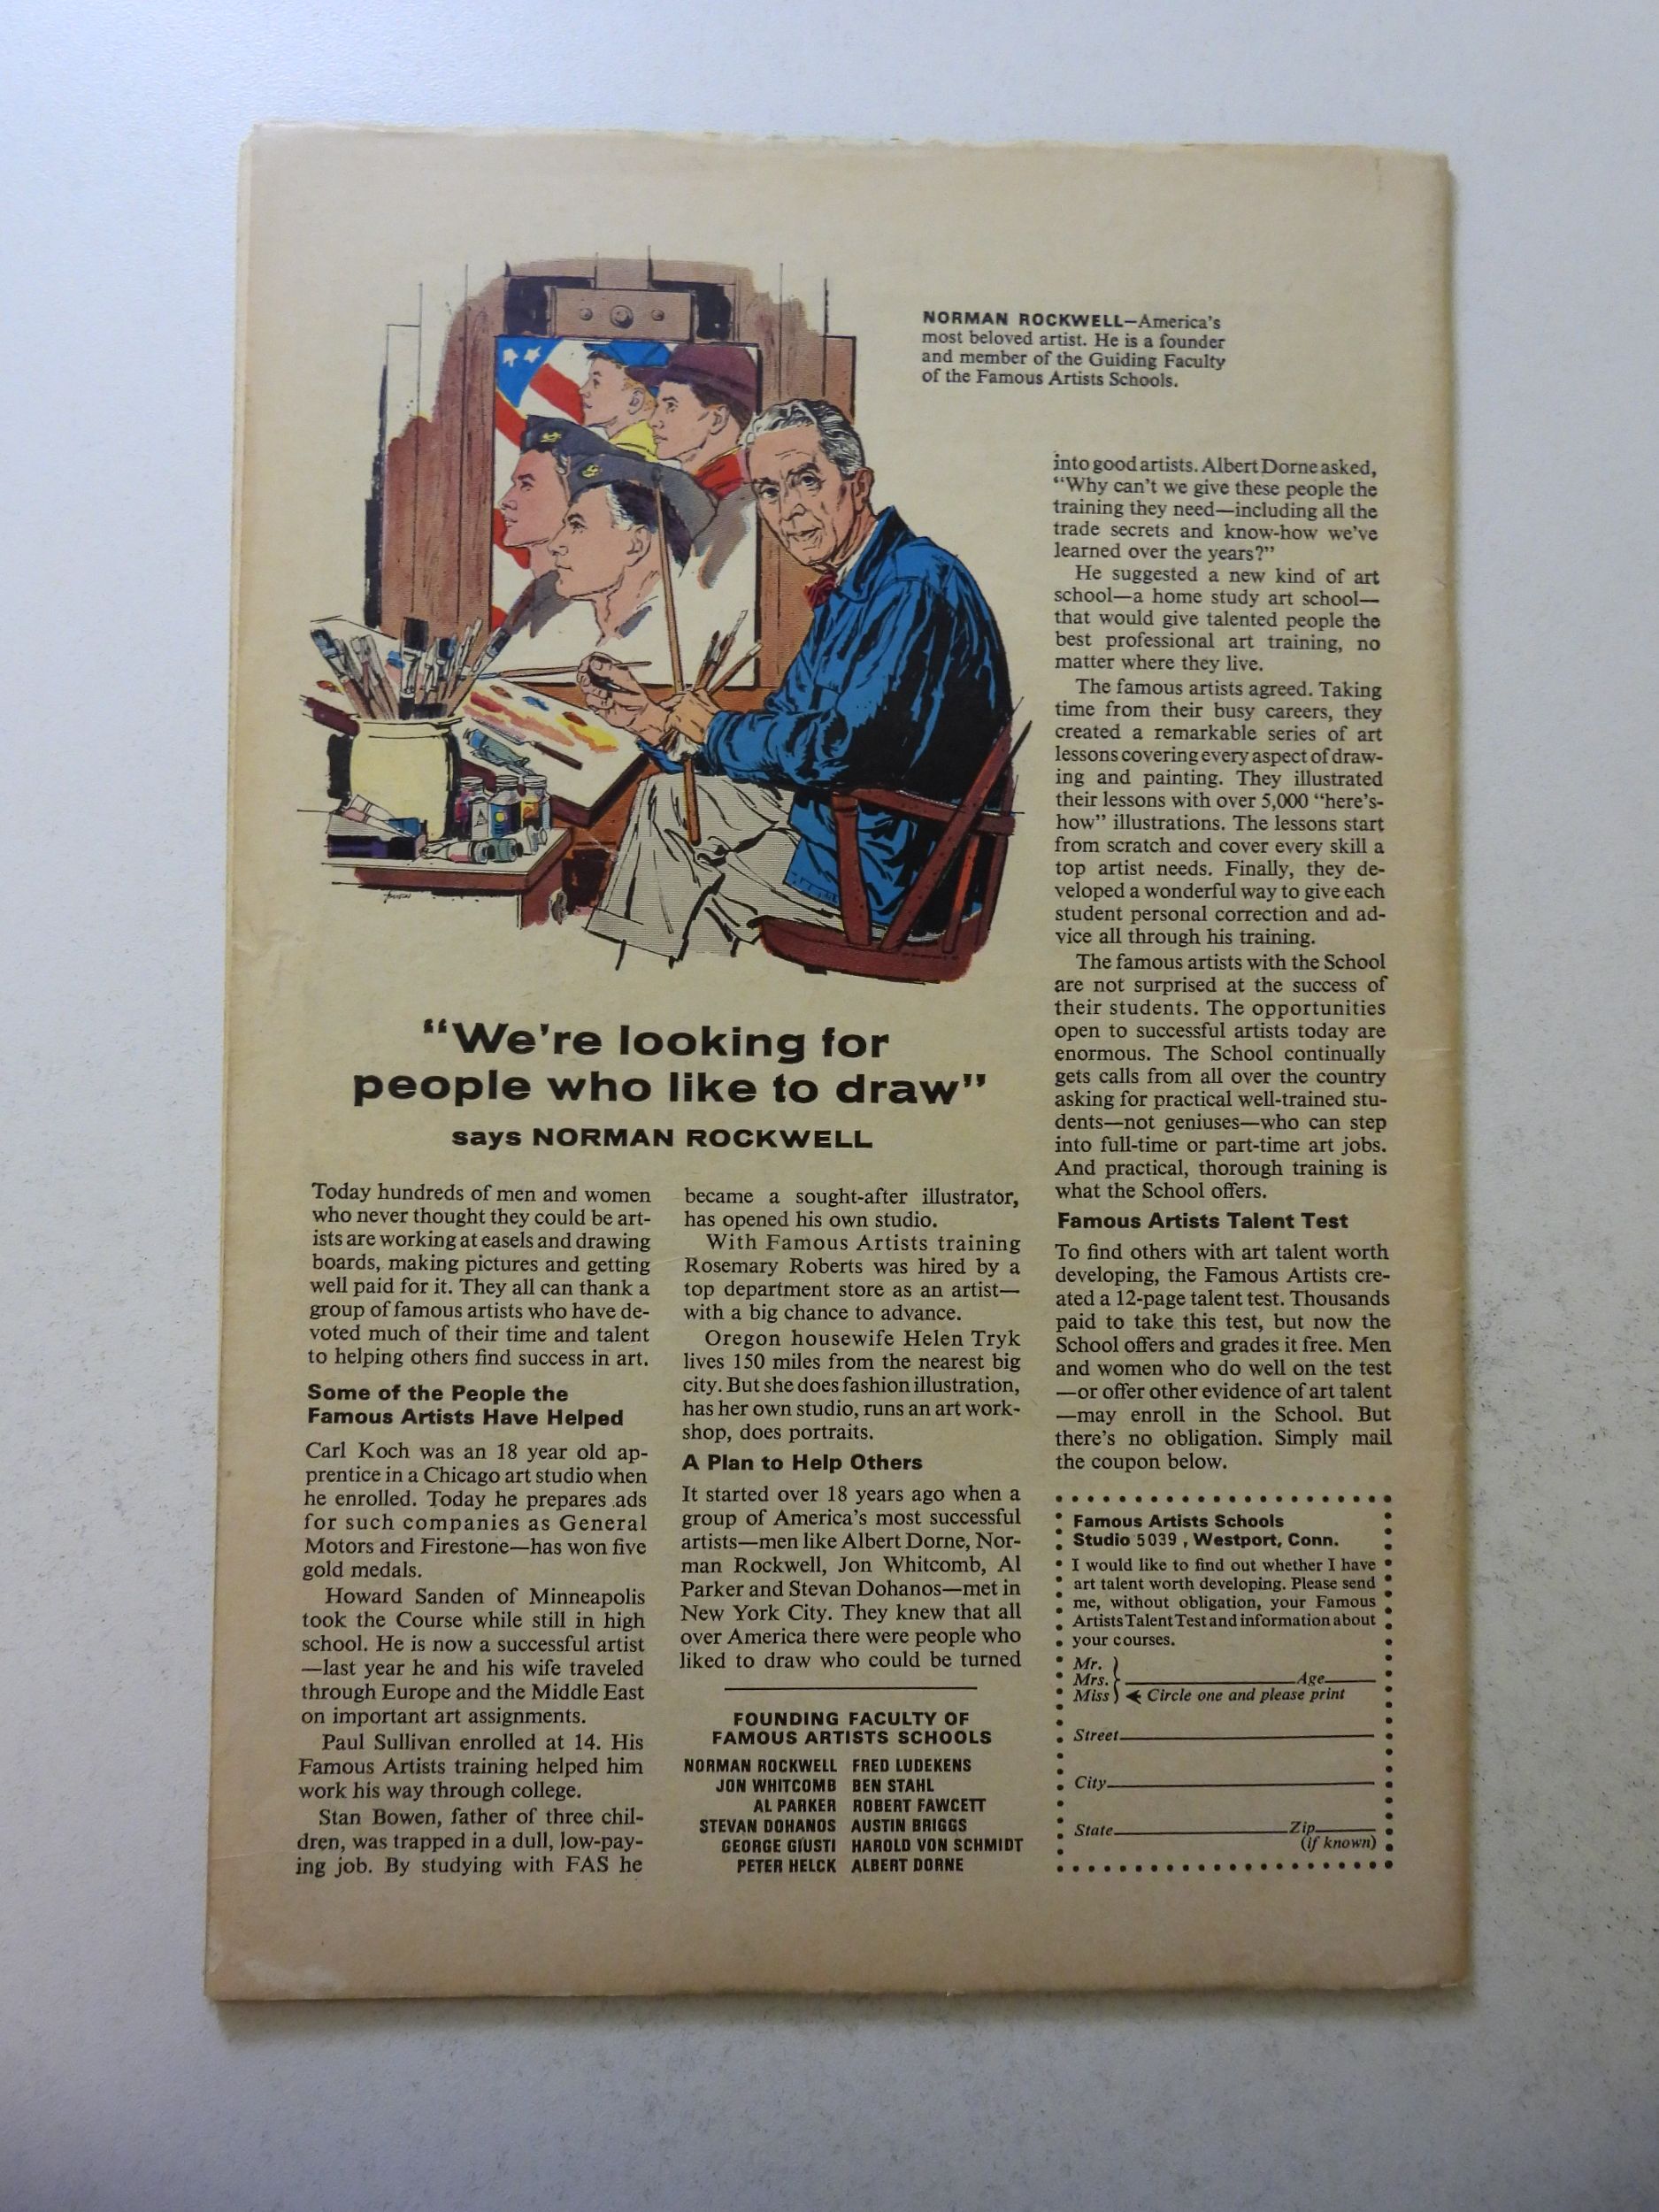 NORMAN ROCKWELL—America's
most beloved artist. He is a founder
and member of the Guiding Faculty
of the Famous Artists Schools.
"We're looking for
people who like to draw"
says NORMAN ROCKWELL
Today hundreds of men and women
who never thought they could be art-
ists are working at easels and drawing
boards, making pictures and getting
well paid for it. They all can thank a
group of famous artists who have de-
voted much of their time and talent
to helping others find success in art.
Some of the People the
Famous Artists Have Helped
Carl Koch was an 18 year old ap-
prentice in a Chicago art studio when
he enrolled. Today he prepares ads
for such companies as General
Motors and Firestone—has won five
gold medals.
Howard Sanden of Minneapolis
took the Course while still in high
school. He is now a successful artist
—last year he and his wife traveled
through Europe and the Middle East
on important art assignments.
Paul Sullivan enrolled at 14. His
Famous Artists training helped him
work his way through college.
Stan Bowen, father of three chil-
dren, was trapped in a dull, low-pay-
ing job. By studying with FAS he
became a sought-after illustrator,
has opened his own studio.
With Famous Artists training
Rosemary Roberts was hired by a
top department store as an artist—
with a big chance to advance.
Oregon housewife Helen Tryk
lives 150 miles from the nearest big
city. But she does fashion illustration,
has her own studio, runs an art work-
shop, does portraits.
A Plan to Help Others
It started over 18 years ago when a
group of America's most successful
artists—men like Albert Dorne, Nor-
man Rockwell, Jon Whitcomb, Al
Parker and Stevan Dohanos—met in
New York City. They knew that all
over America there were people who
liked to draw who could be turned
FOUNDING FACULTY OF
FAMOUS ARTISTS SCHOOLS
NORMAN ROCKWELL FRED LUDEKENS
JON WHITCOMB BEN STAHL
AL PARKER ROBERT FAWCETT
STEVAN DOHANOS AUSTIN BRIGGS
GEORGE GIUSTI HAROLD VON SCHMIDT
PETER HELCK ALBERT DORNE
into good artists. Albert Dorne asked,
"Why can't we give these people the
training they need—including all the
trade secrets and know-how we've
learned over the years?"
He suggested a new kind of art
school—a home study art school—
that would give talented people the
best professional art training, no
matter where they live.
The famous artists agreed. Taking
time from their busy careers, they
created a remarkable series of art
lessons covering every aspect of draw-
ing and painting. They illustrated
their lessons with over 5,000 "here's-
how" illustrations. The lessons start
from scratch and cover every skill a
top artist needs. Finally, they de-
veloped a wonderful way to give each
student personal correction and ad-
vice all through his training.
The famous artists with the School
are not surprised at the success of
their students. The opportunities
open to successful artists today are
enormous. The School continually
gets calls from all over the country
asking for practical well-trained stu-
dents—not geniuses—who can step
into full-time or part-time art jobs.
And practical, thorough training is
what the School offers.
Famous Artists Talent Test
To find others with art talent worth
developing, the Famous Artists cre-
ated a 12-page talent test. Thousands
paid to take this test, but now the
School offers and grades it free. Men
and women who do well on the test
—or offer other evidence of art talent
—may enroll in the School. But
there's no obligation. Simply mail
the coupon below.
Famous Artists Schools
Studio 5039 , Westport, Conn.
I would like to find out whether I have
art talent worth developing. Please send
me, without obligation, your Famous
Artists Talent Test and information about
your courses.
Mr.
Mrs. Age
Miss Circle one and please print
Street
City
State Zip
(if known)